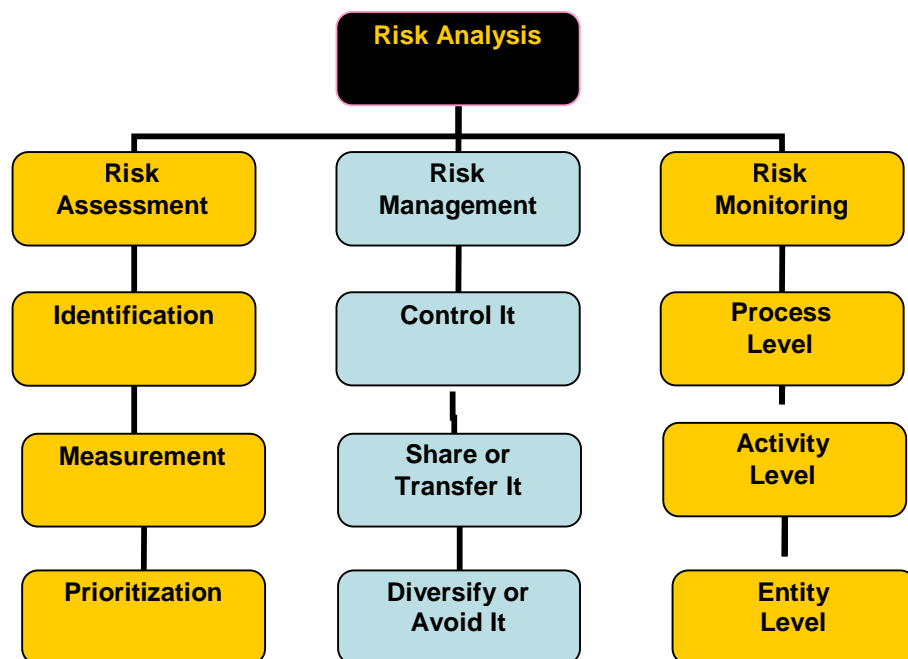 Risk Analysis
Risk
Assessment
Risk
Management
Risk
Monitoring
Identification
Control It
Process
Level
Measurement
Share or
Transfer It
Activity
Level
Prioritization
Diversify or
Avoid It
Entity
Level